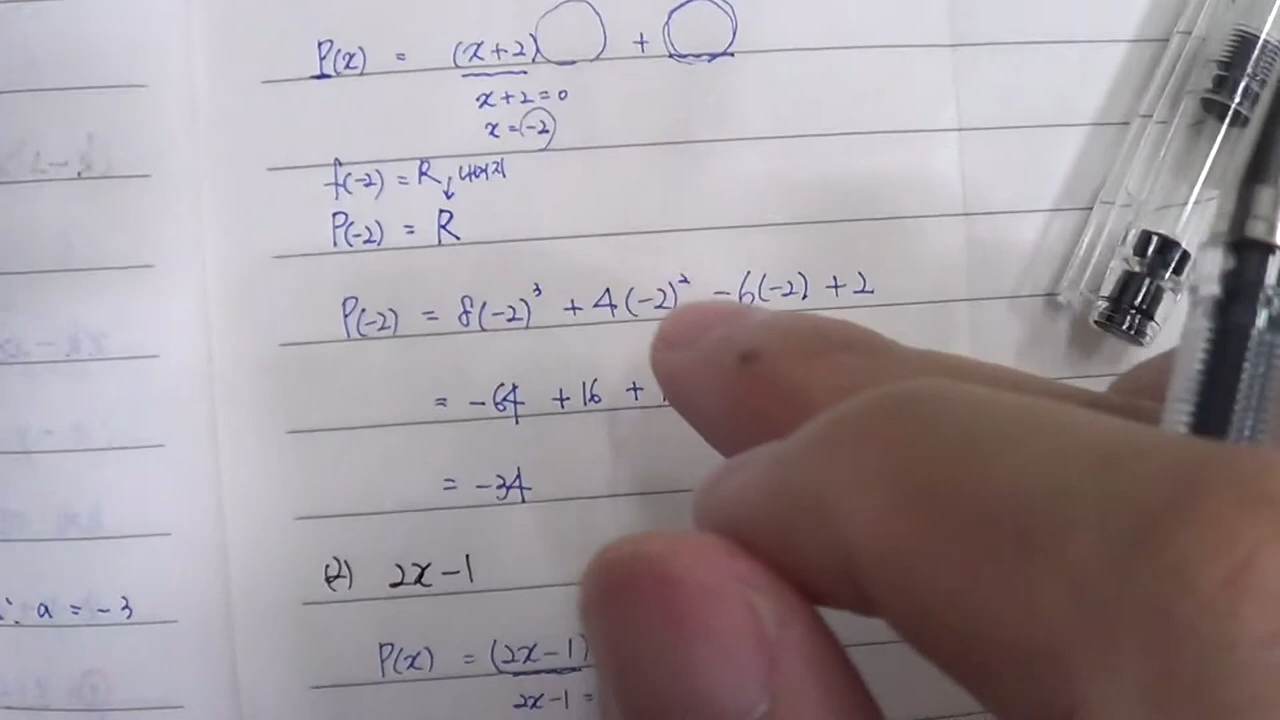 P(x) = (x+2)◯ + ◯
x+2=0
x=-2
f(-2) = R ↓ 나머지
P(-2) = R
P(-2) = 8(-2)³ + 4(-2)² - 6(-2) + 2
= -64 + 16 +
= -34
∴ a = -3
(2) 2x-1
P(x) = (2x-1)
2x-1 =